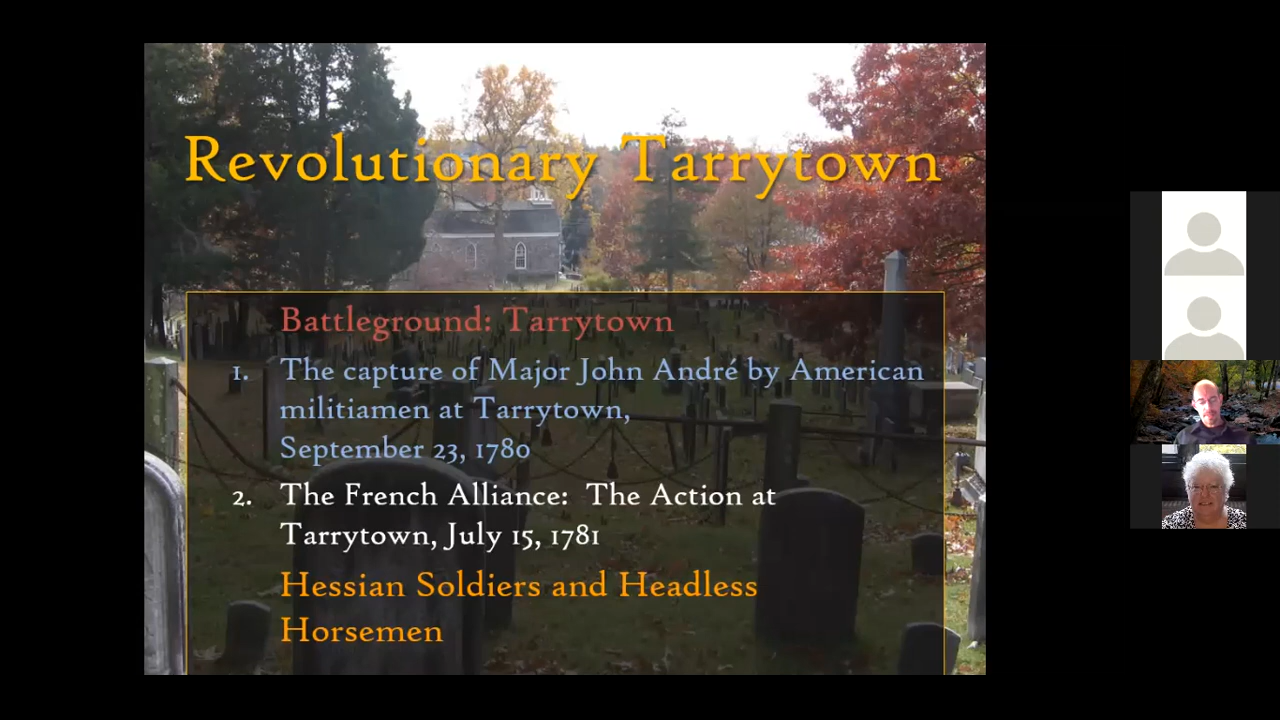 Revolutionary Tarrytown
Battleground: Tarrytown
1. The capture of Major John André by American
militiamen at Tarrytown,
September 23, 1780
2. The French Alliance: The Action at
Tarrytown, July 15, 1781
Hessian Soldiers and Headless
Horsemen